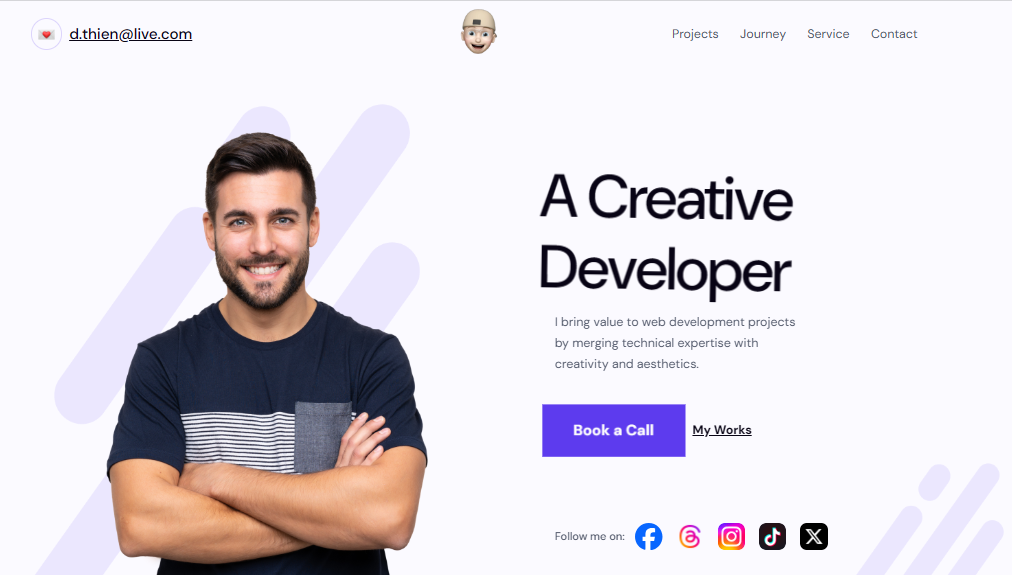 d.thien@live.com
Projects Journey Service Contact
A Creative
Developer
I bring value to web development projects
by merging technical expertise with
creativity and aesthetics.
Book a Call My Works
Follow me on: